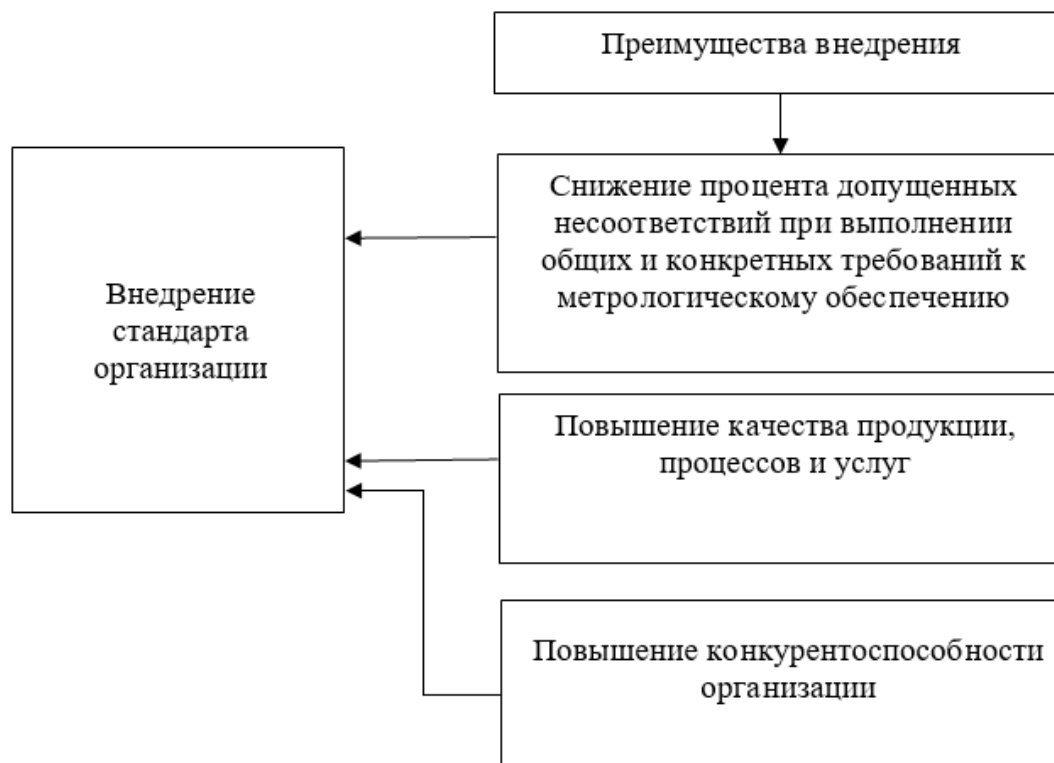 Преимущества внедрения
Снижение процента допущенных
несоответствий при выполнении
общих и конкретных требований к
метрологическому обеспечению
Внедрение
стандарта
организации
Повышение качества продукции,
процессов и услуг
Повышение конкурентоспособности
организации